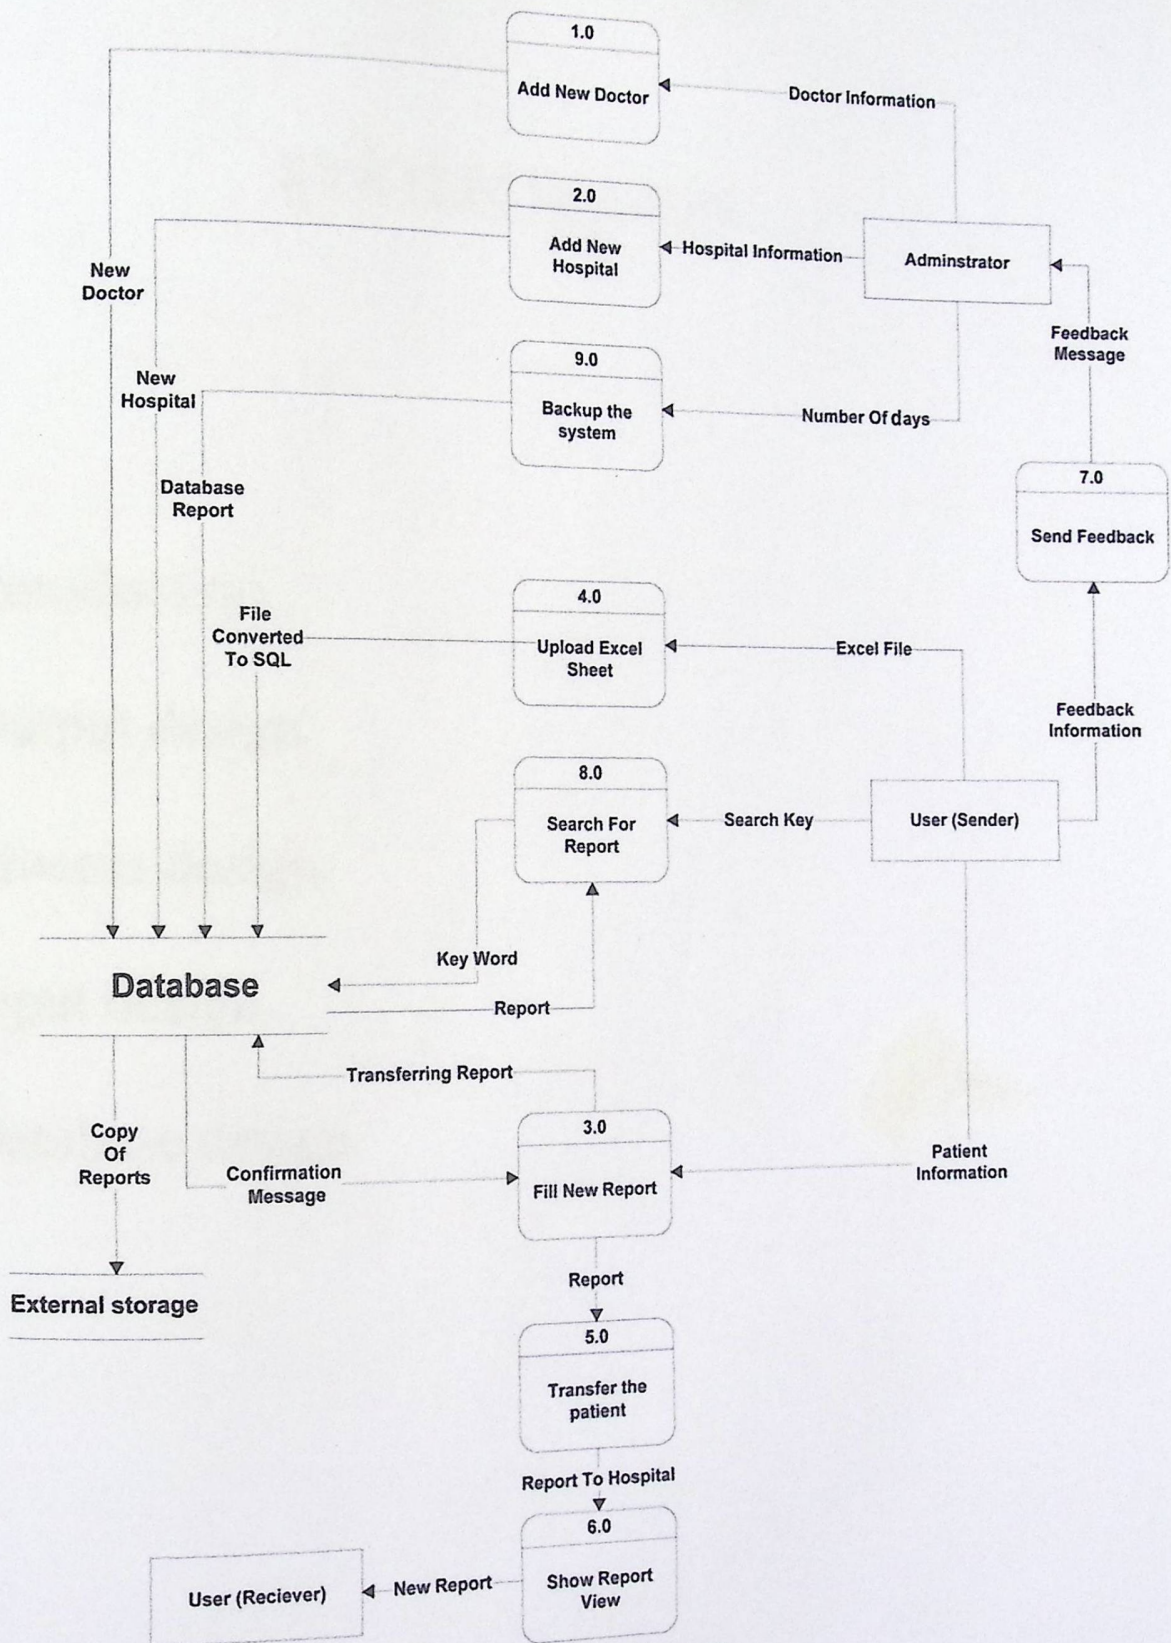 1.0
Add New Doctor
Doctor Information
2.0
Add New
Hospital
Hospital Information
Adminstrator
New
Doctor
Feedback
Message
9.0
Backup the
system
Number Of days
New
Hospital
Database
Report
7.0
Send Feedback
4.0
Upload Excel
Sheet
Excel File
File
Converted
To SQL
Feedback
Information
8.0
Search For
Report
Search Key
User (Sender)
Key Word
Database
Report
Transferring Report
3.0
Fill New Report
Copy
Of
Reports
Confirmation
Message
Patient
Information
External storage
Report
5.0
Transfer the
patient
Report To Hospital
6.0
Show Report
View
New Report
User (Reciever)